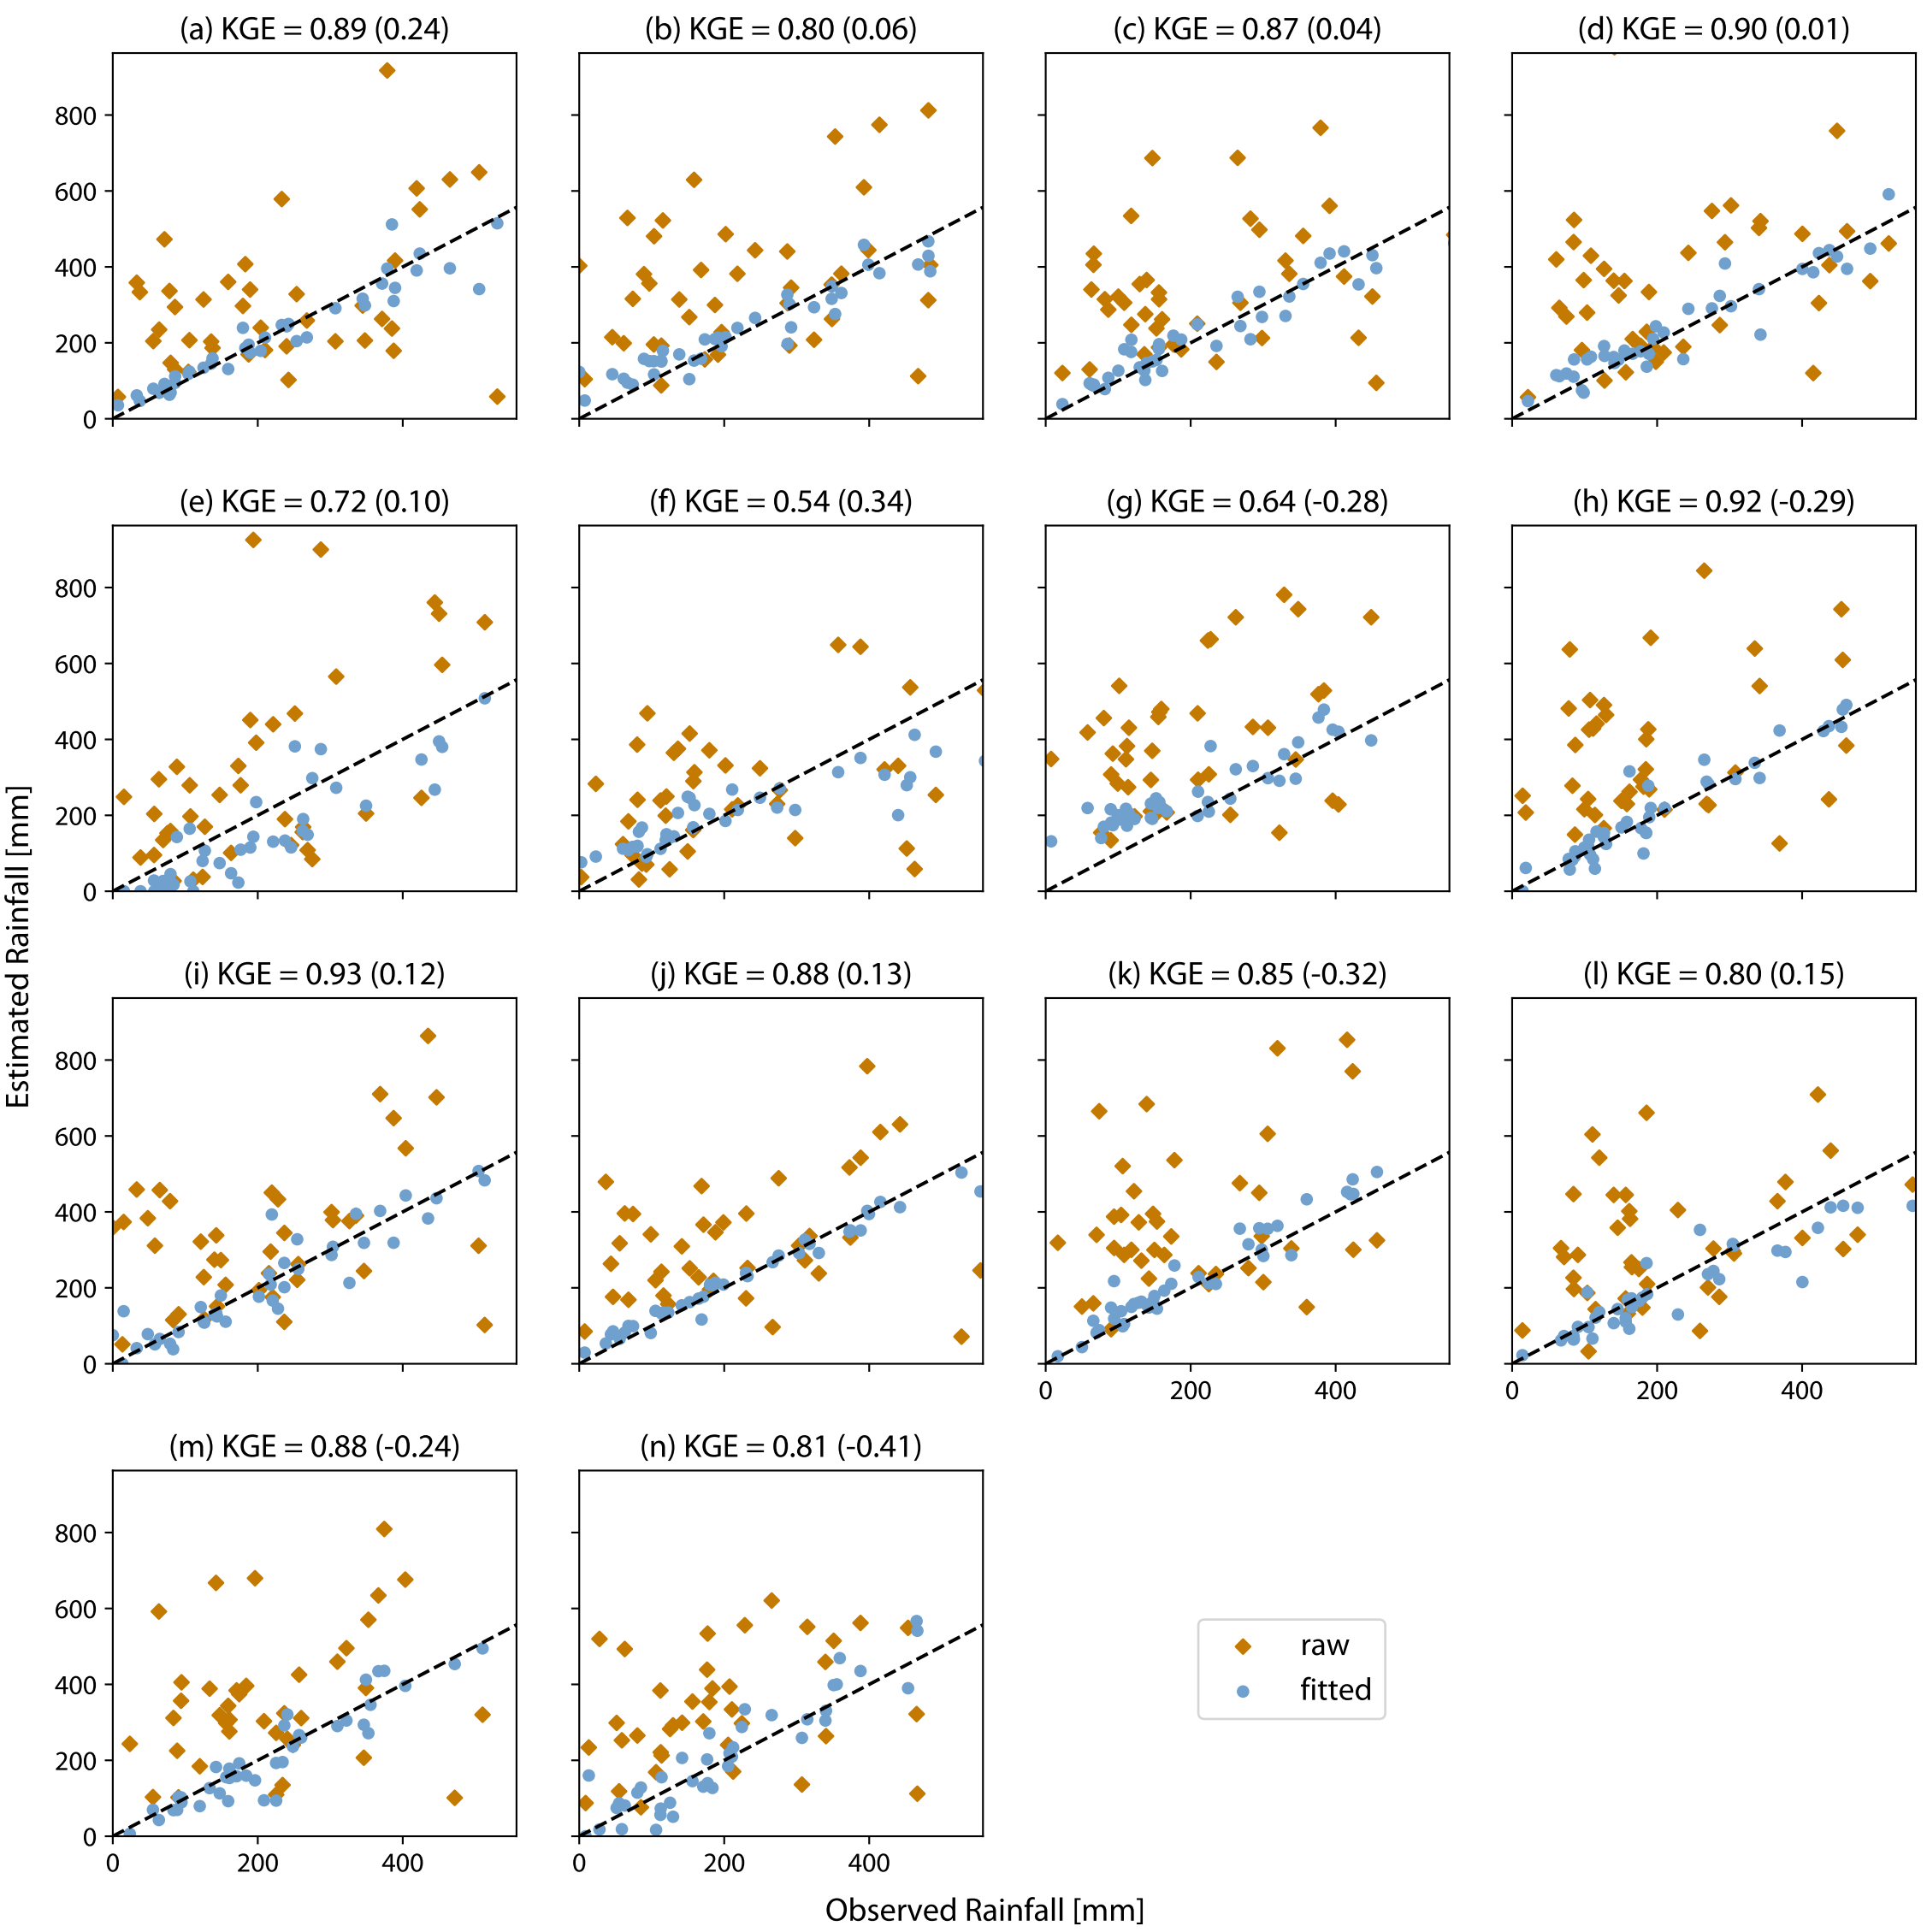 (a) KGE = 0.89 (0.24)
(b) KGE = 0.80 (0.06)
(c) KGE = 0.87 (0.04)
(d) KGE = 0.90 (0.01)
800
600
400
200
0
(e) KGE = 0.72 (0.10)
(f) KGE = 0.54 (0.34)
(g) KGE = 0.64 (-0.28)
(h) KGE = 0.92 (-0.29)
800
600
400
200
0
Estimated Rainfall [mm]
(i) KGE = 0.93 (0.12)
(j) KGE = 0.88 (0.13)
(k) KGE = 0.85 (-0.32)
(l) KGE = 0.80 (0.15)
800
600
400
200
0
0 200 400
0 200 400
(m) KGE = 0.88 (-0.24)
(n) KGE = 0.81 (-0.41)
800
600
400
200
0
0 200 400
0 200 400
raw
fitted
Observed Rainfall [mm]